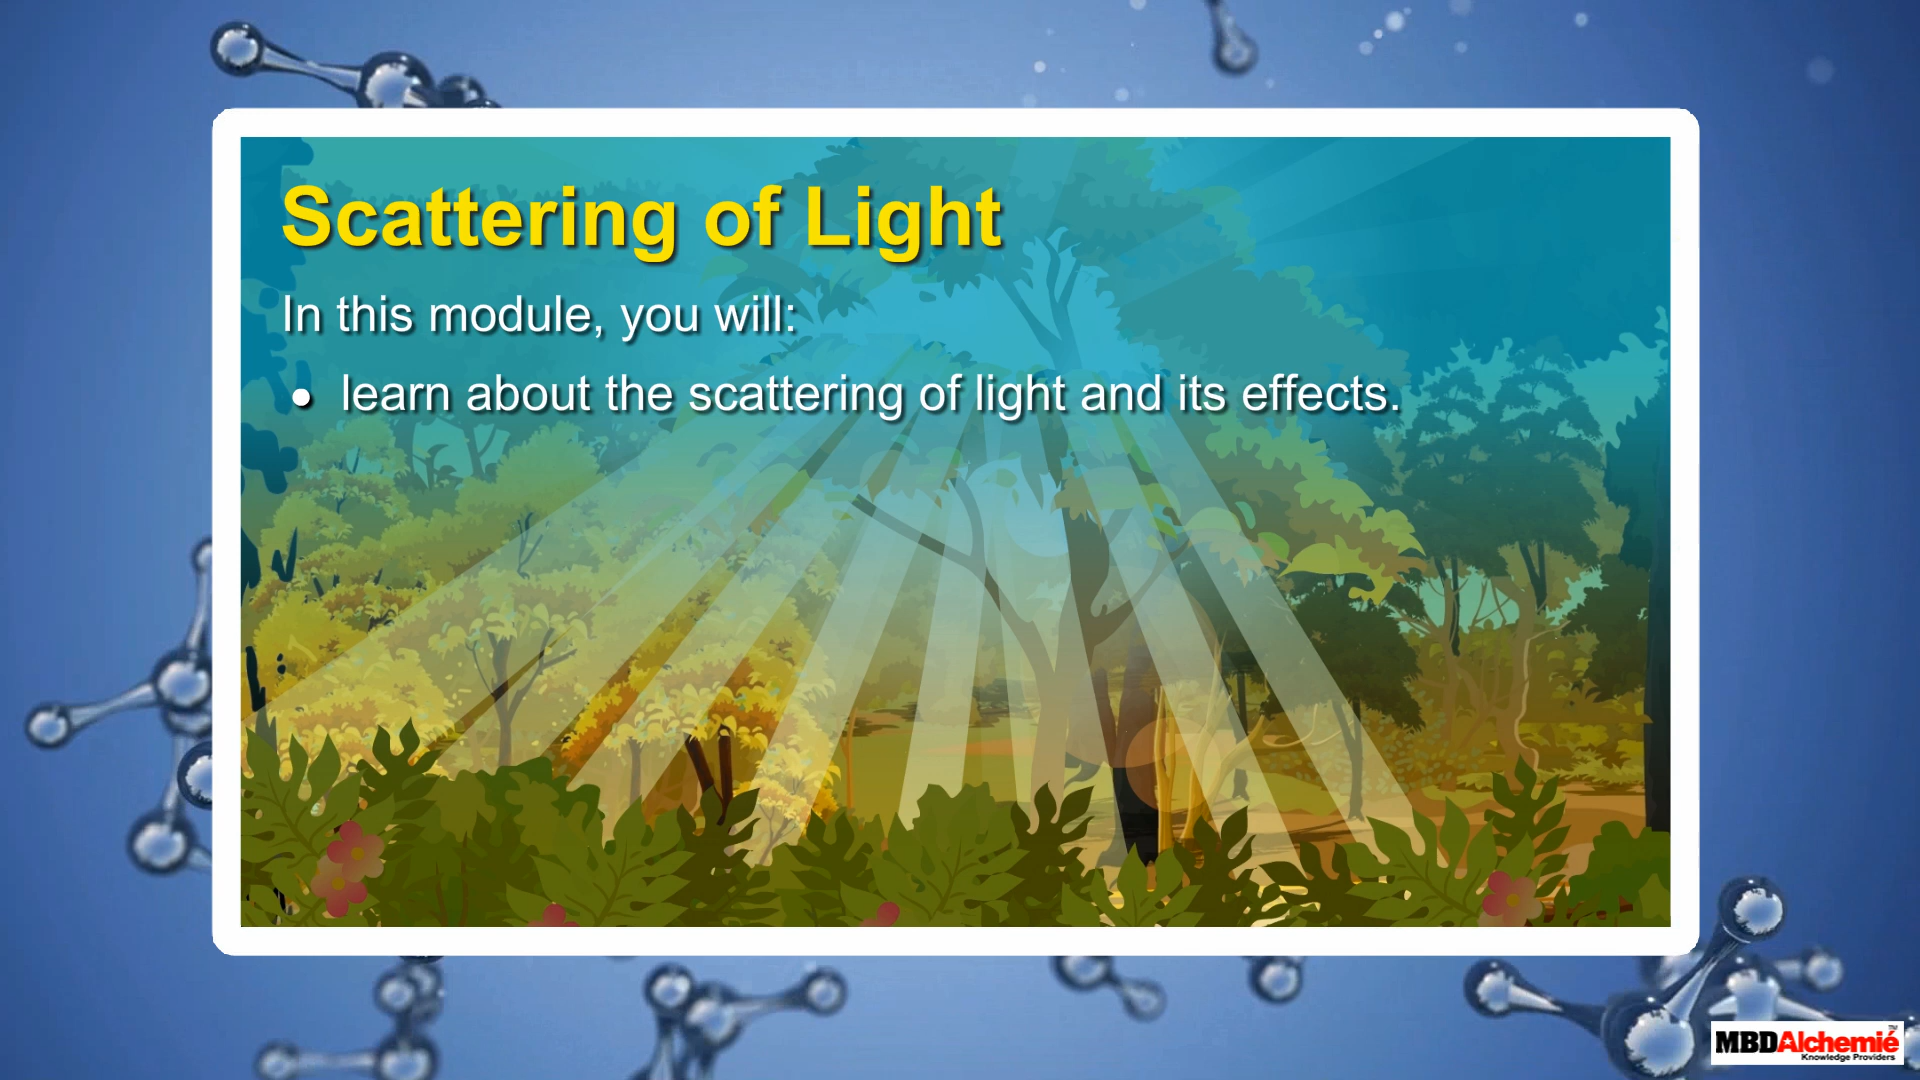 Scattering of Light
In this module, you will:
● learn about the scattering of light and its effects.
MBDAlchemié™
Knowledge Providers